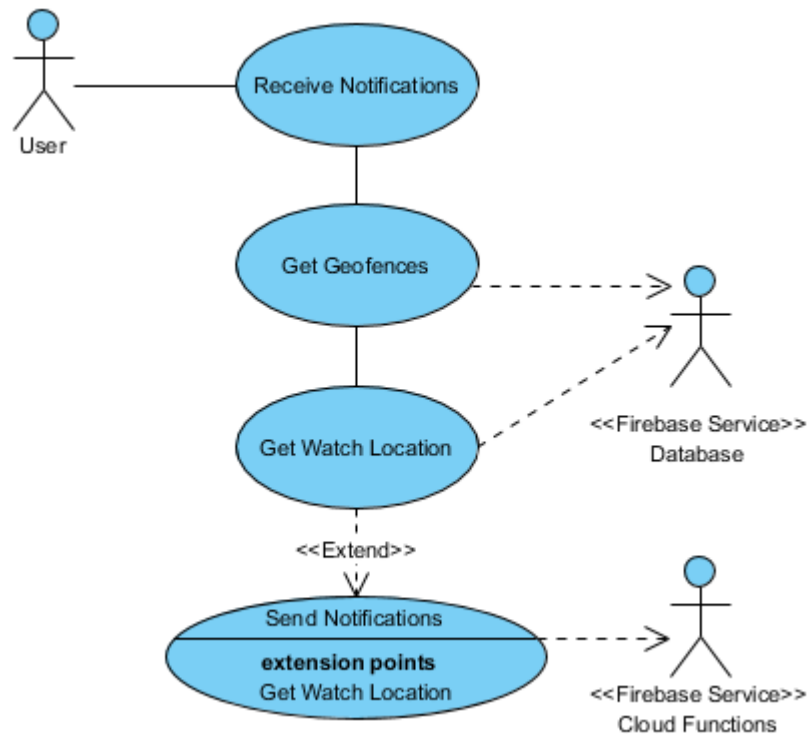 Receive Notifications
User
Get Geofences
<<Firebase Service>>
Database
Get Watch Location
<<Extend>>
Send Notifications
extension points
Get Watch Location
<<Firebase Service>>
Cloud Functions